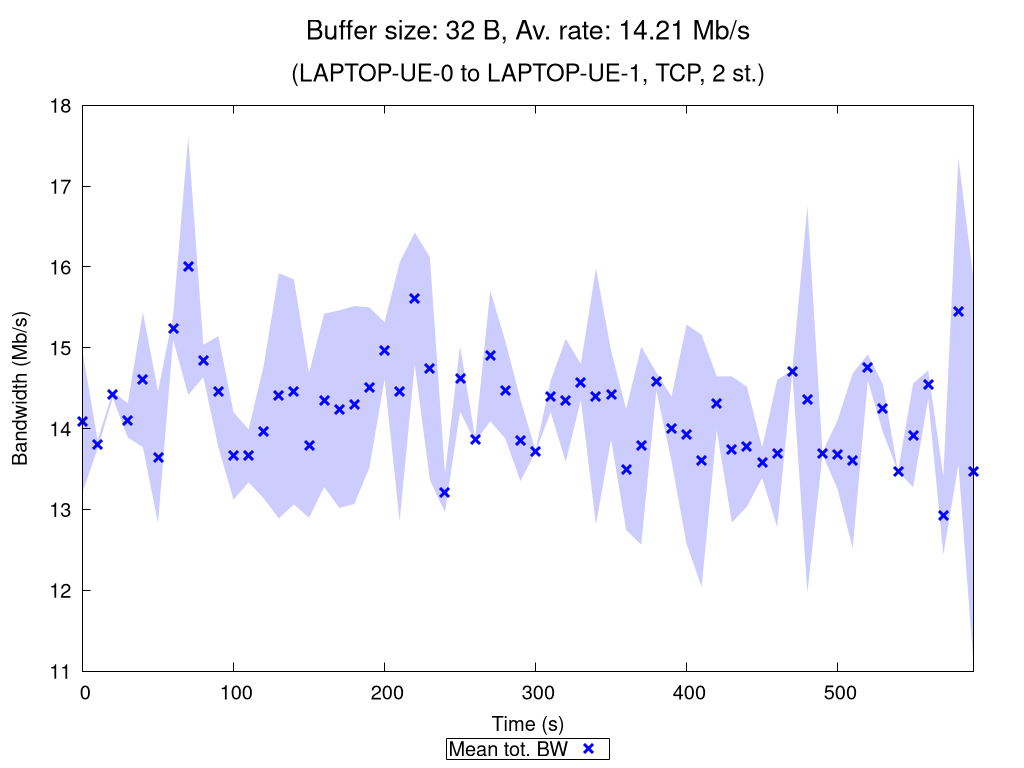 Buffer size: 32 B, Av. rate: 14.21 Mb/s
(LAPTOP-UE-0 to LAPTOP-UE-1, TCP, 2 st.)
18
17
16
15
14
13
12
11
Bandwidth (Mb/s)
0 100 200 300 400 500
Time (s)
Mean tot. BW